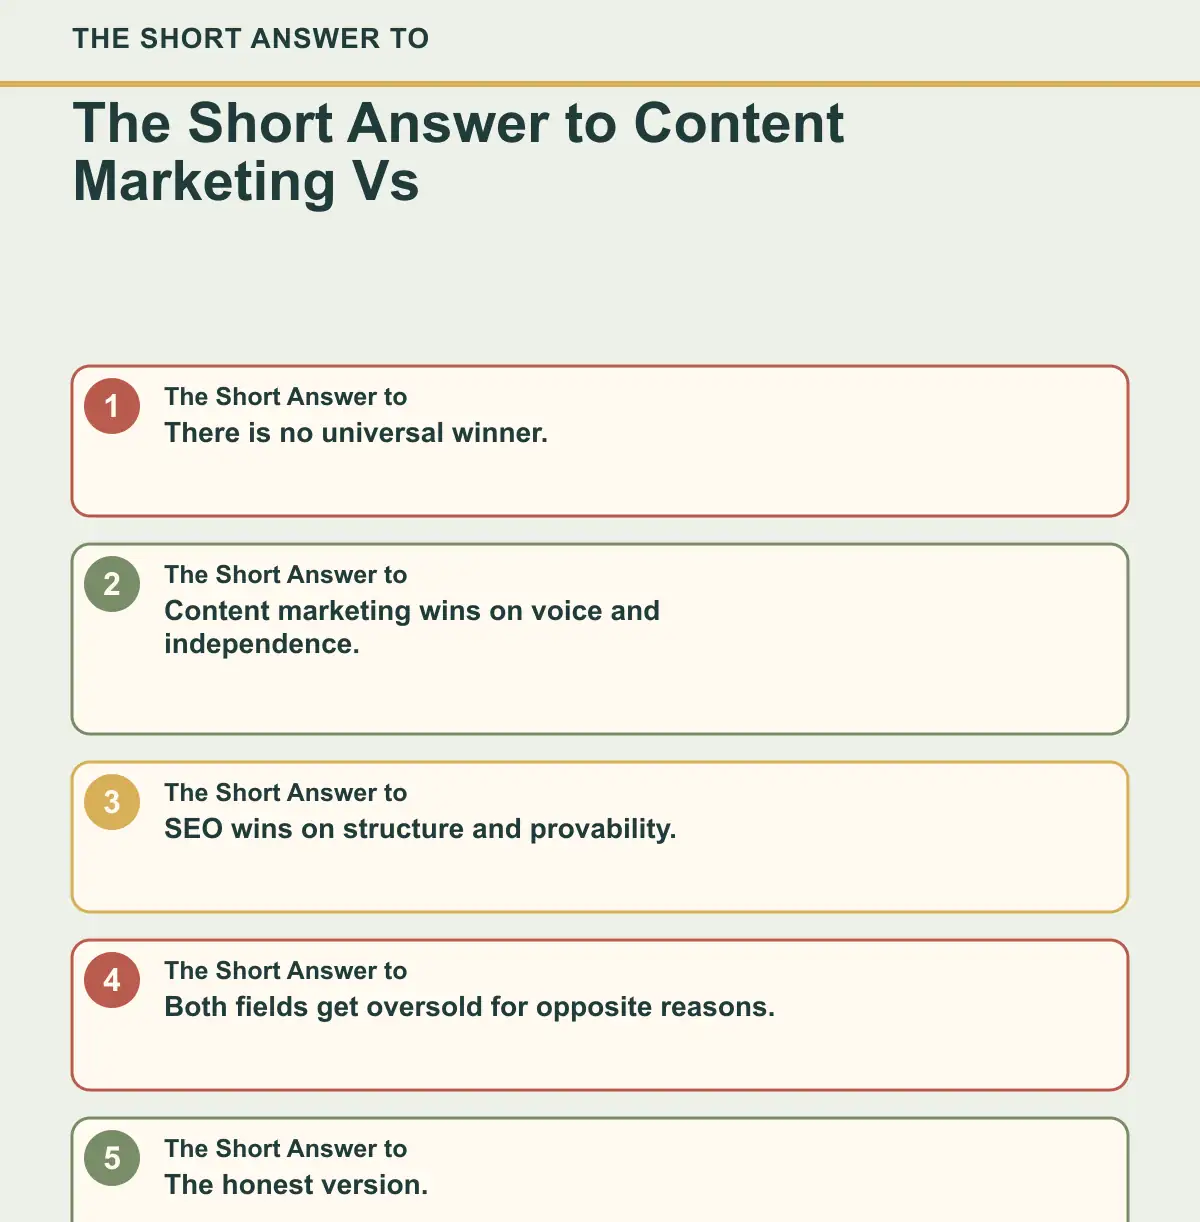 THE SHORT ANSWER TO
The Short Answer to Content
Marketing Vs
1
The Short Answer to
There is no universal winner.
2
The Short Answer to
Content marketing wins on voice and
independence.
3
The Short Answer to
SEO wins on structure and provability.
4
The Short Answer to
Both fields get oversold for opposite reasons.
5
The Short Answer to
The honest version.